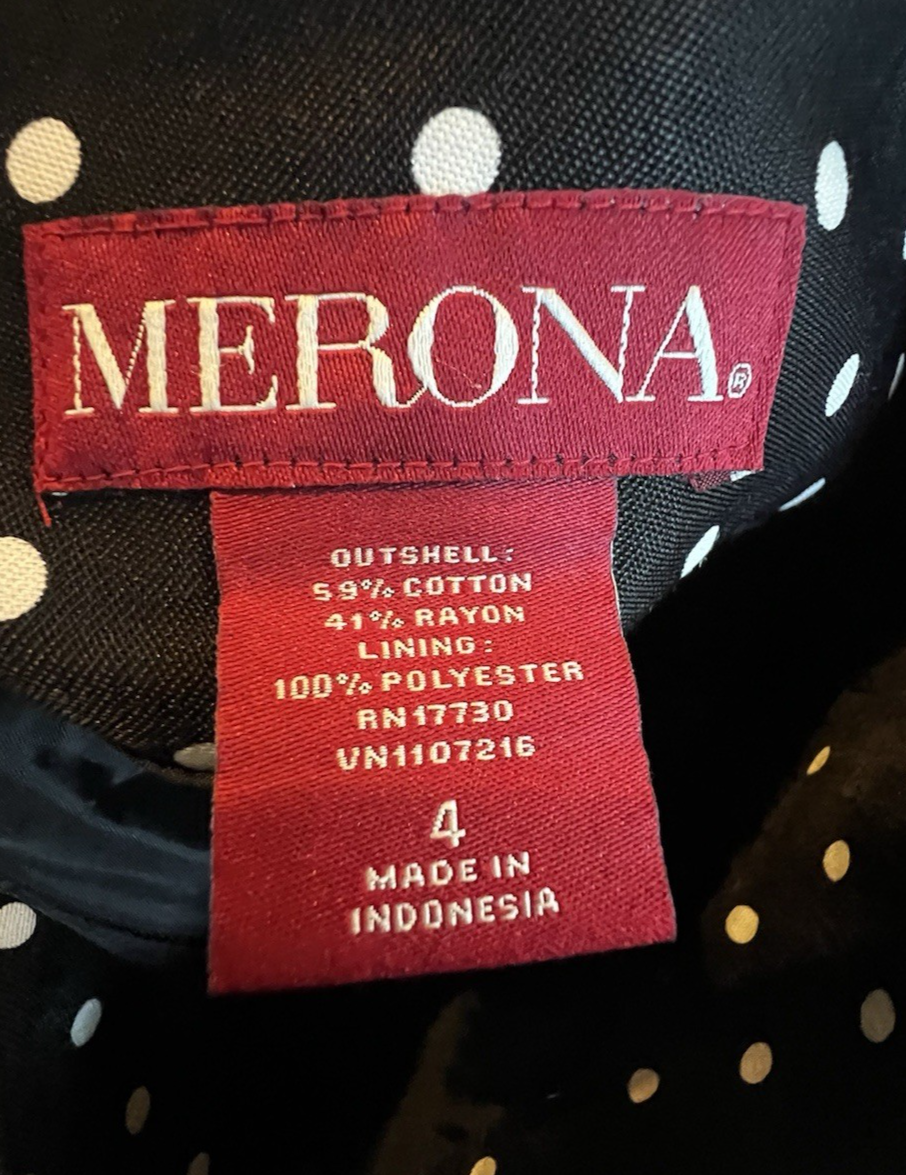 MERONA®
OUTSHELL:
59% COTTON
41% RAYON
LINING:
100% POLYESTER
RN17730
VN1107216
4
MADE IN
INDONESIA